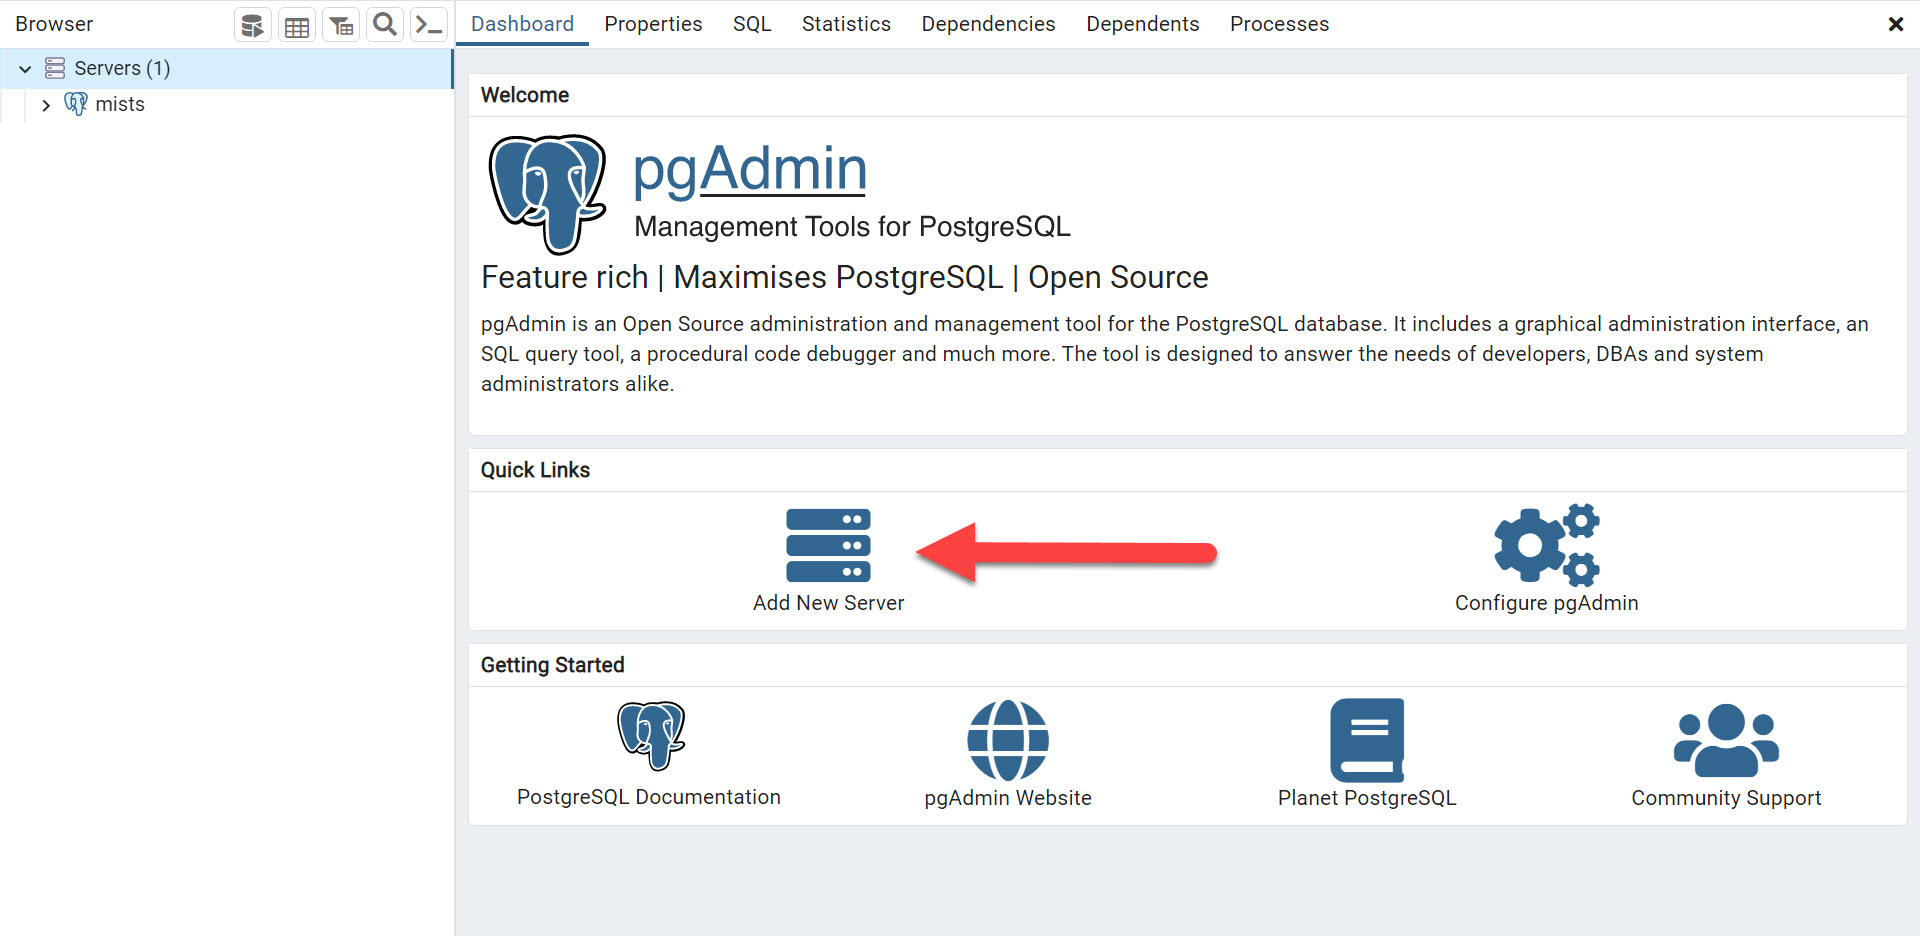 Browser
Dashboard Properties SQL Statistics Dependencies Dependents Processes
Servers (1)
mists
Welcome
pgAdmin
Management Tools for PostgreSQL
Feature rich | Maximises PostgreSQL | Open Source
pgAdmin is an Open Source administration and management tool for the PostgreSQL database. It includes a graphical administration interface, an
SQL query tool, a procedural code debugger and much more. The tool is designed to answer the needs of developers, DBAs and system
administrators alike.
Quick Links
Add New Server
Configure pgAdmin
Getting Started
PostgreSQL Documentation
pgAdmin Website
Planet PostgreSQL
Community Support